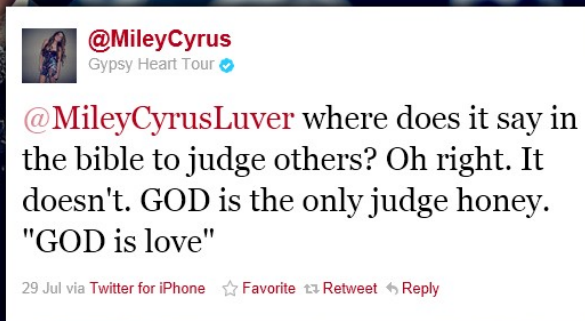 @MileyCyrus
Gypsy Heart Tour
@MileyCyrusLuver where does it say in
the bible to judge others? Oh right. It
doesn't. GOD is the only judge honey.
"GOD is love"
29 Jul via Twitter for iPhone Favorite Retweet Reply